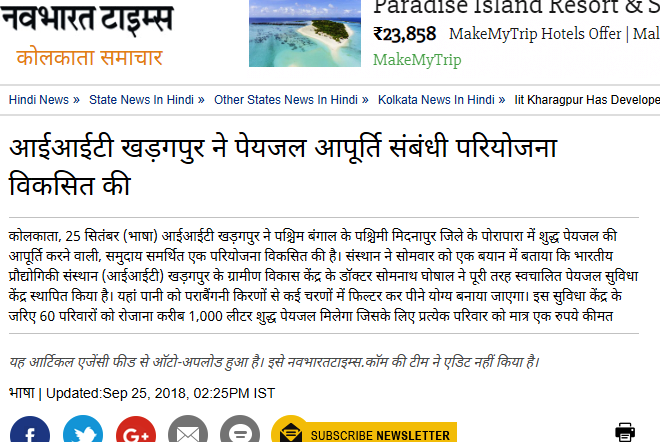 नवभारत टाइम्स
कोलकाता समाचार
Paradise Island Resort & S
₹23,858 MakeMyTrip Hotels Offer | Mal
MakeMyTrip
Hindi News » State News In Hindi » Other States News In Hindi » Kolkata News In Hindi » Iit Kharagpur Has Develope
आईआईटी खड़गपुर ने पेयजल आपूर्ति संबंधी परियोजना
विकसित की
कोलकाता, 25 सितंबर (भाषा) आईआईटी खड़गपुर ने पश्चिम बंगाल के पश्चिमी मिदनापुर जिले के पोरापारा में शुद्ध पेयजल की
आपूर्ति करने वाली, समुदाय समर्थित एक परियोजना विकसित की है। संस्थान ने सोमवार को एक बयान में बताया कि भारतीय
प्रौद्योगिकी संस्थान (आईआईटी) खड़गपुर के ग्रामीण विकास केंद्र के डॉक्टर सोमनाथ घोषाल ने पूरी तरह स्वचालित पेयजल सुविधा
केंद्र स्थापित किया है। यहां पानी को पराबैंगनी किरणों से कई चरणों में फिल्टर कर पीने योग्य बनाया जाएगा। इस सुविधा केंद्र के
जरिए 60 परिवारों को रोजाना करीब 1,000 लीटर शुद्ध पेयजल मिलेगा जिसके लिए प्रत्येक परिवार को मात्र एक रुपये कीमत
यह आर्टिकल एजेंसी फीड से ऑटो-अपलोड हुआ है। इसे नवभारतटाइम्स.कॉम की टीम ने एडिट नहीं किया है।
भाषा | Updated:Sep 25, 2018, 02:25PM IST
SUBSCRIBE NEWSLETTER